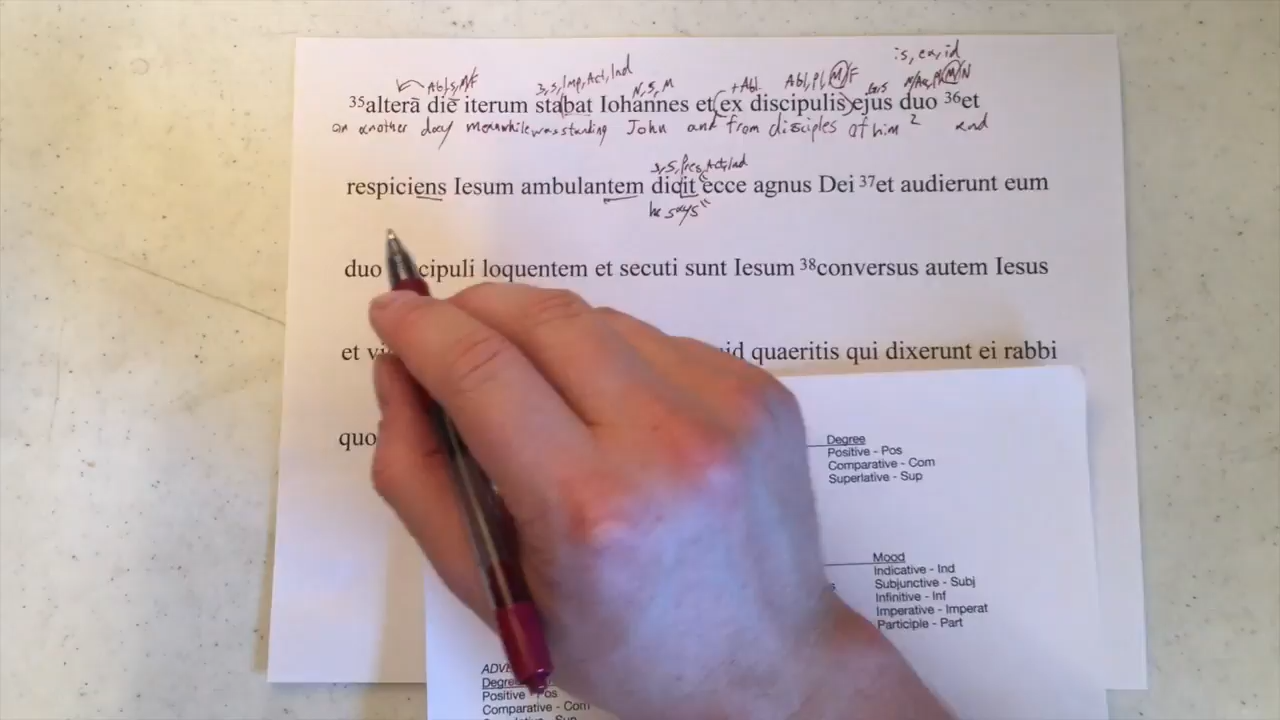 is, ea, id
Abl, S, M/F 3, S, Imp, Act, Ind N, S, M +Abl Abl, Pl, M/F G, S N/Acc, Pl, M/N
35alterā diē iterum stabat Iohannes et (ex discipulis) ejus duo 36et
on another day meanwhile was standing John and from disciples of him 2 and
3, S, Pres, Act, Ind
respiciens Iesum ambulantem dicit ecce agnus Dei 37et audierunt eum
he says "
duo cipuli loquentem et secuti sunt Iesum 38conversus autem Iesus
et vi id quaeritis qui dixerunt ei rabbi
quo
Degree
Positive - Pos
Comparative - Com
Superlative - Sup
Mood
Indicative - Ind
Subjunctive - Subj
Infinitive - Inf
Imperative - Imperat
Participle - Part
ADVE
Degree
Positive - Pos
Comparative - Com